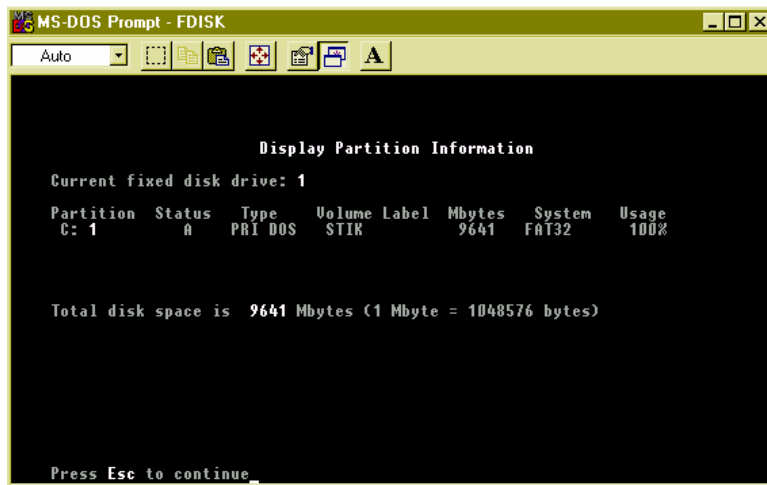 MS-DOS Prompt - FDISK
Auto A
Display Partition Information
Current fixed disk drive: 1
Partition Status Type Volume Label Mbytes System Usage
C: 1 A PRI DOS STIK 9641 FAT32 100%
Total disk space is 9641 Mbytes (1 Mbyte = 1048576 bytes)
Press Esc to continue_